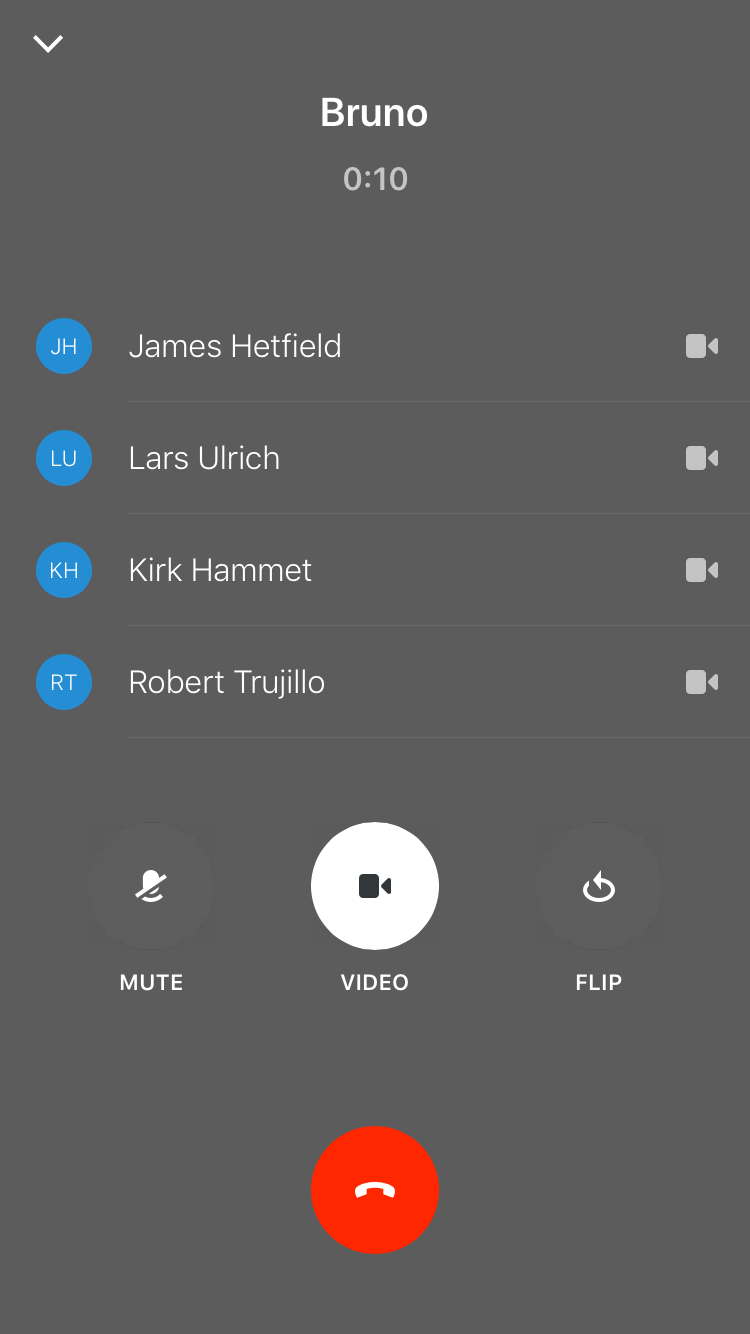 Bruno
0:10
JH James Hetfield
LU Lars Ulrich
KH Kirk Hammet
RT Robert Trujillo
MUTE VIDEO FLIP